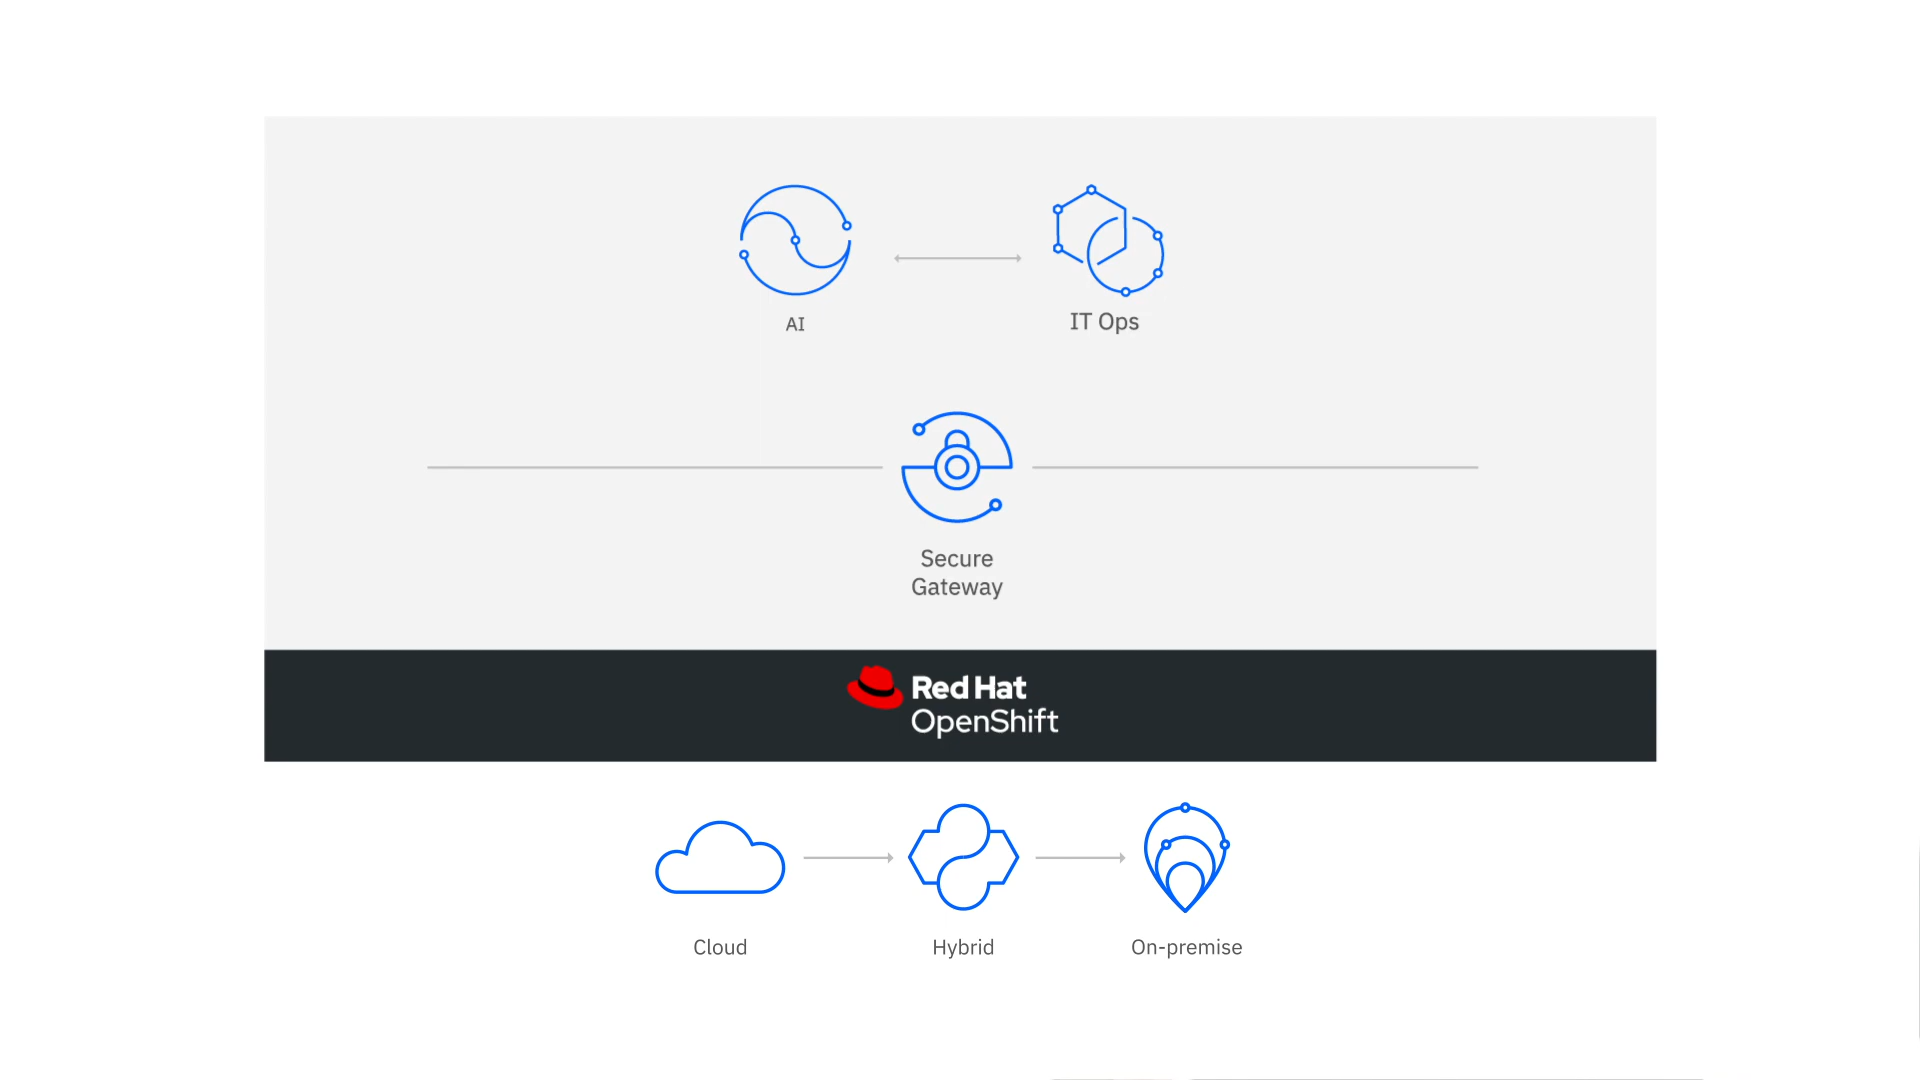 AI
IT Ops
Secure
Gateway
Red Hat
OpenShift
Cloud
Hybrid
On-premise